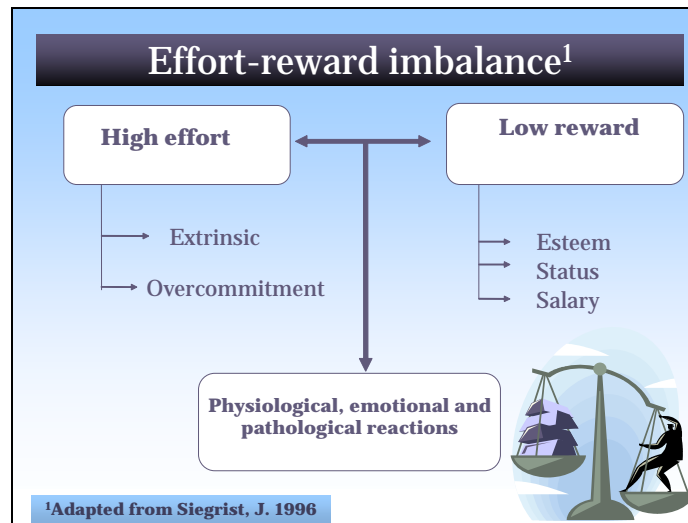 Effort-reward imbalance¹
High effort
Low reward
Extrinsic
Overcommitment
Esteem
Status
Salary
Physiological, emotional and
pathological reactions
¹Adapted from Siegrist, J. 1996